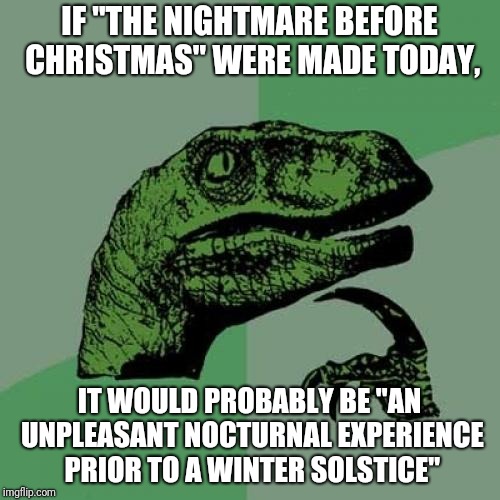 IF "THE NIGHTMARE BEFORE
CHRISTMAS" WERE MADE TODAY,
IT WOULD PROBABLY BE "AN
UNPLEASANT NOCTURNAL EXPERIENCE
PRIOR TO A WINTER SOLSTICE"
imgflip.com